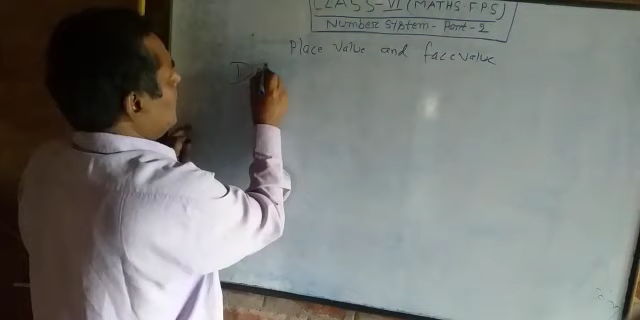 CLASS-VI (MATHS FPS)
Number System - Part - 2
Place value and face value
D